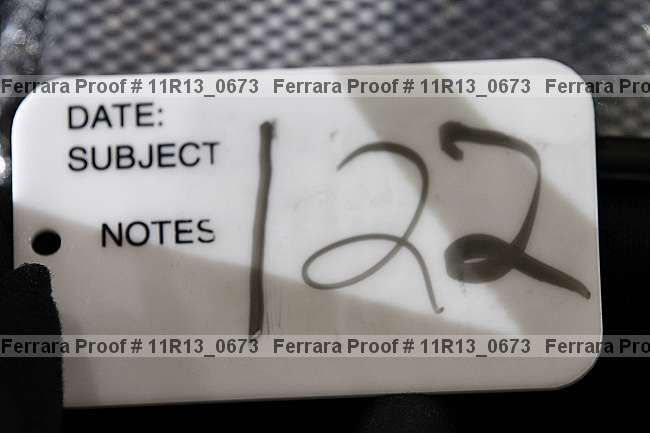 Ferrara Proof # 11R13_0673 Ferrara Proof # 11R13_0673 Ferrara Pro
DATE:
SUBJECT
NOTES
122
Ferrara Proof # 11R13_0673 Ferrara Proof # 11R13_0673 Ferrara Pro